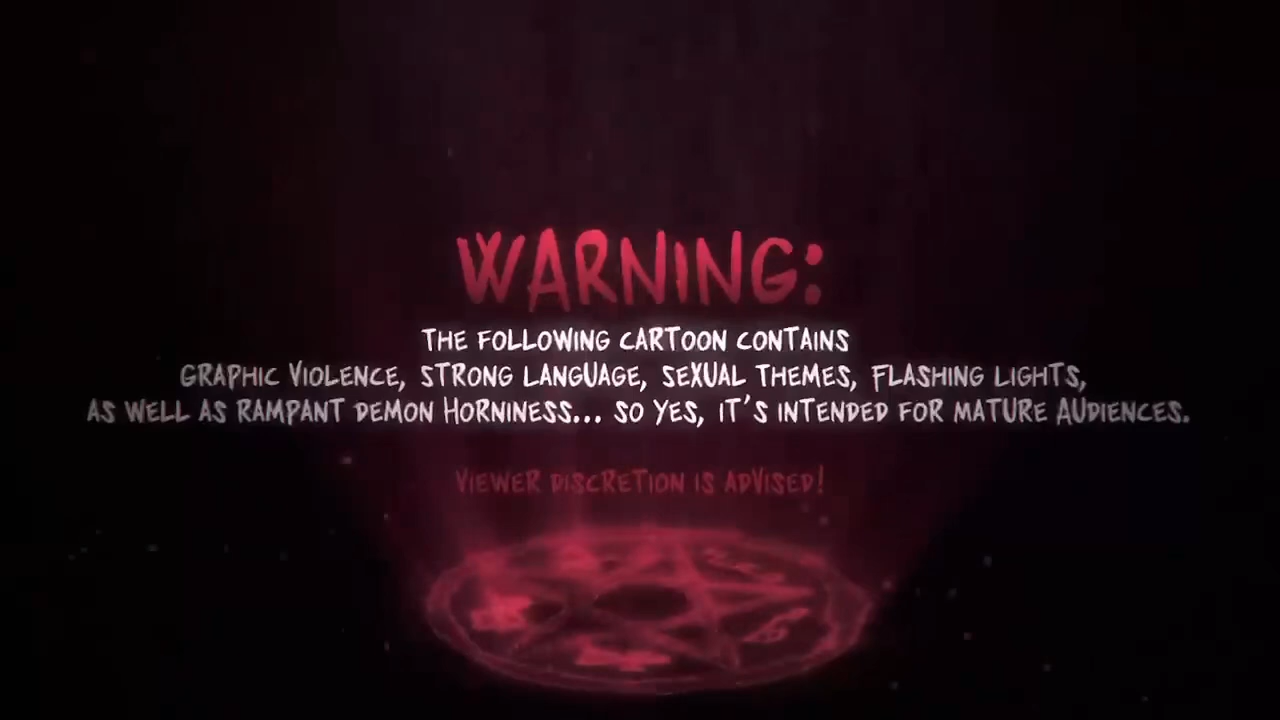 WARNING:
THE FOLLOWING CARTOON CONTAINS
GRAPHIC VIOLENCE, STRONG LANGUAGE, SEXUAL THEMES, FLASHING LIGHTS,
AS WELL AS RAMPANT DEMON HORNINESS... SO YES, IT'S INTENDED FOR MATURE AUDIENCES.
VIEWER DISCRETION IS ADVISED!